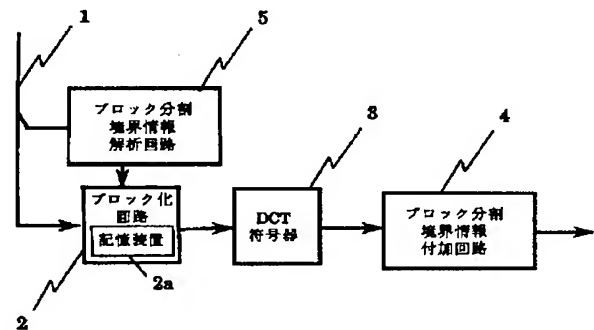 1
5
ブロック分割
境界情報
解析回路
3
4
ブロック化
回路
記憶装置
DCT
符号器
ブロック分割
境界情報
付加回路
2a
2